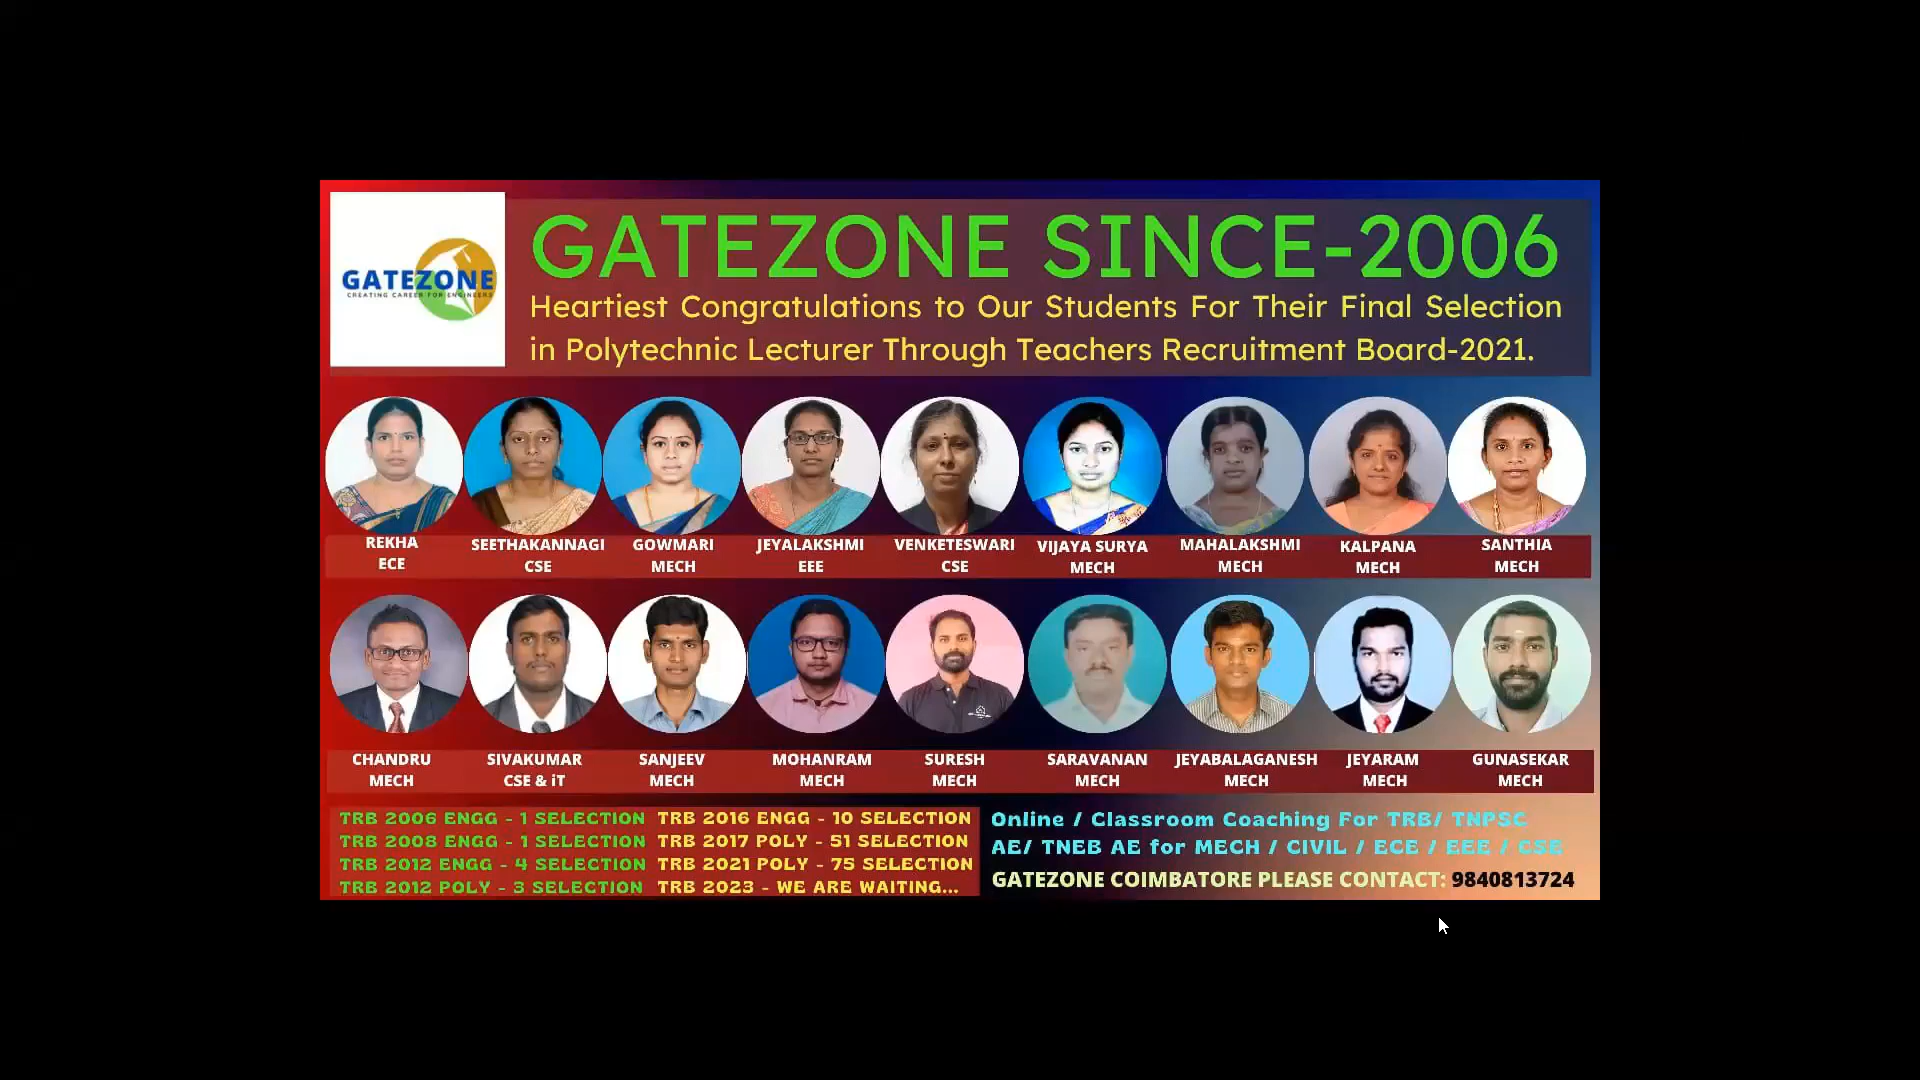 GATEZONE
CREATING CAREER FOR ENGINEERS
GATEZONE SINCE-2006
Heartiest Congratulations to Our Students For Their Final Selection
in Polytechnic Lecturer Through Teachers Recruitment Board-2021.
REKHA SEETHAKANNAGI GOWMARI JEYALAKSHMI VENKETESWARI VIJAYA SURYA MAHALAKSHMI KALPANA SANTHIA
ECE CSE MECH EEE CSE MECH MECH MECH MECH
CHANDRU SIVAKUMAR SANJEEV MOHANRAM SURESH SARAVANAN JEYABALAGANESH JEYARAM GUNASEKAR
MECH CSE & iT MECH MECH MECH MECH MECH MECH MECH
TRB 2006 ENGG - 1 SELECTION TRB 2016 ENGG - 10 SELECTION
TRB 2008 ENGG - 1 SELECTION TRB 2017 POLY - 51 SELECTION
TRB 2012 ENGG - 4 SELECTION TRB 2021 POLY - 75 SELECTION
TRB 2012 POLY - 3 SELECTION TRB 2023 - WE ARE WAITING...
Online / Classroom Coaching For TRB/ TNPSC
AE/ TNEB AE for MECH / CIVIL / ECE / EEE / CSE
GATEZONE COIMBATORE PLEASE CONTACT: 9840813724